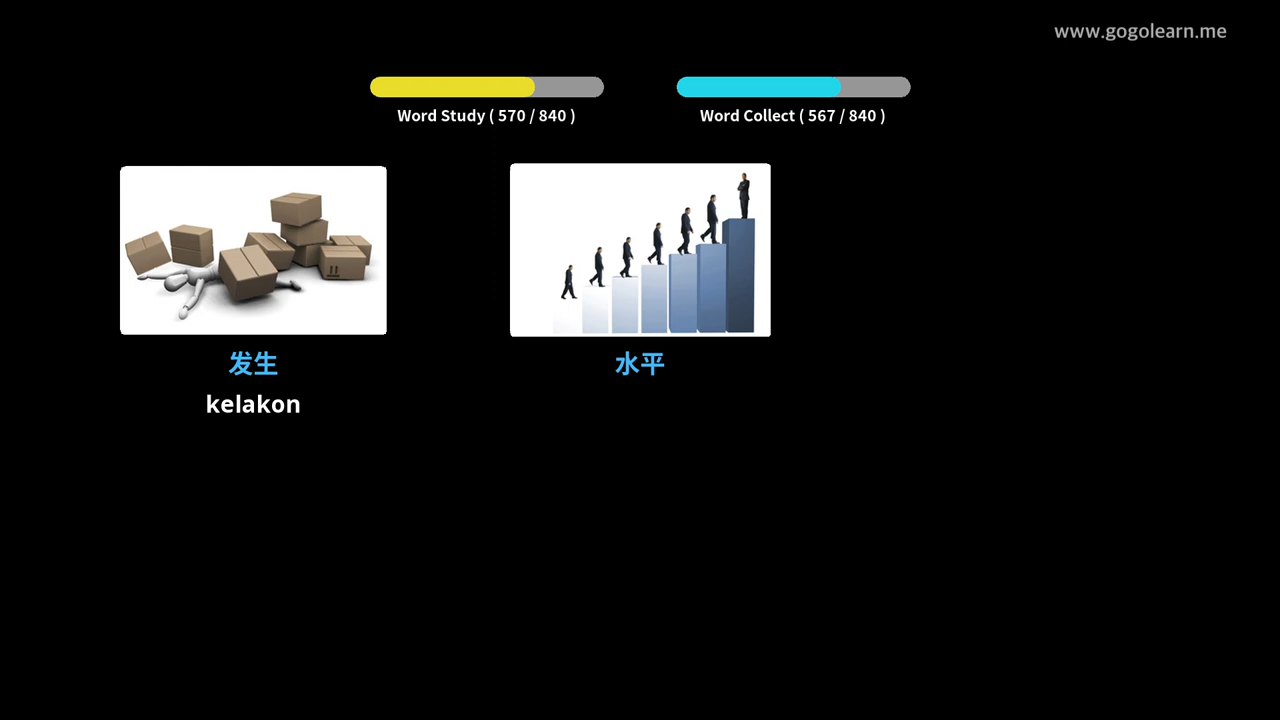 www.gogolearn.me
Word Study ( 570 / 840 )
Word Collect ( 567 / 840 )
发生
kelakon
水平